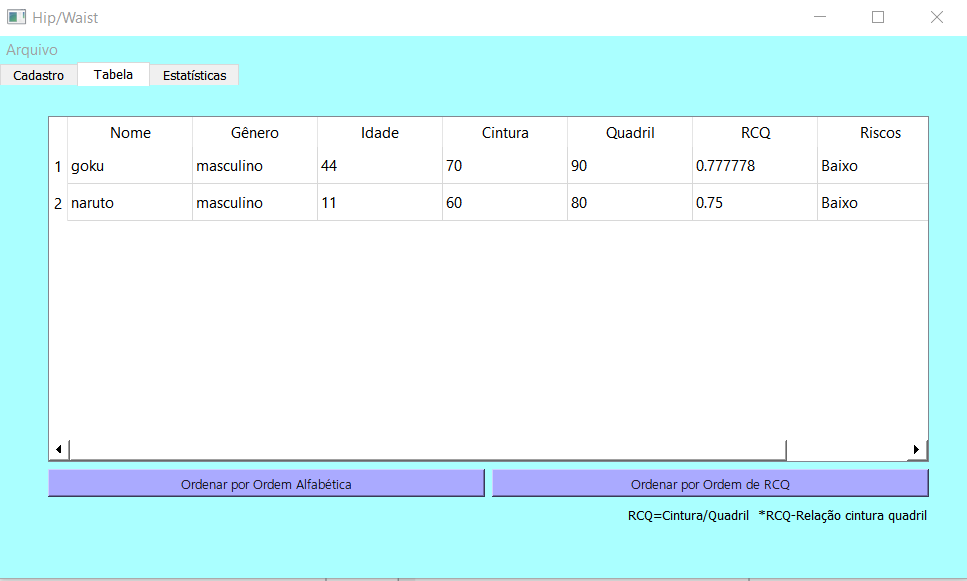 Hip/Waist
Arquivo
Cadastro Tabela Estatísticas
Nome Gênero Idade Cintura Quadril RCQ Riscos
1 goku masculino 44 70 90 0.777778 Baixo
2 naruto masculino 11 60 80 0.75 Baixo
Ordenar por Ordem Alfabética Ordenar por Ordem de RCQ
RCQ=Cintura/Quadril *RCQ-Relação cintura quadril